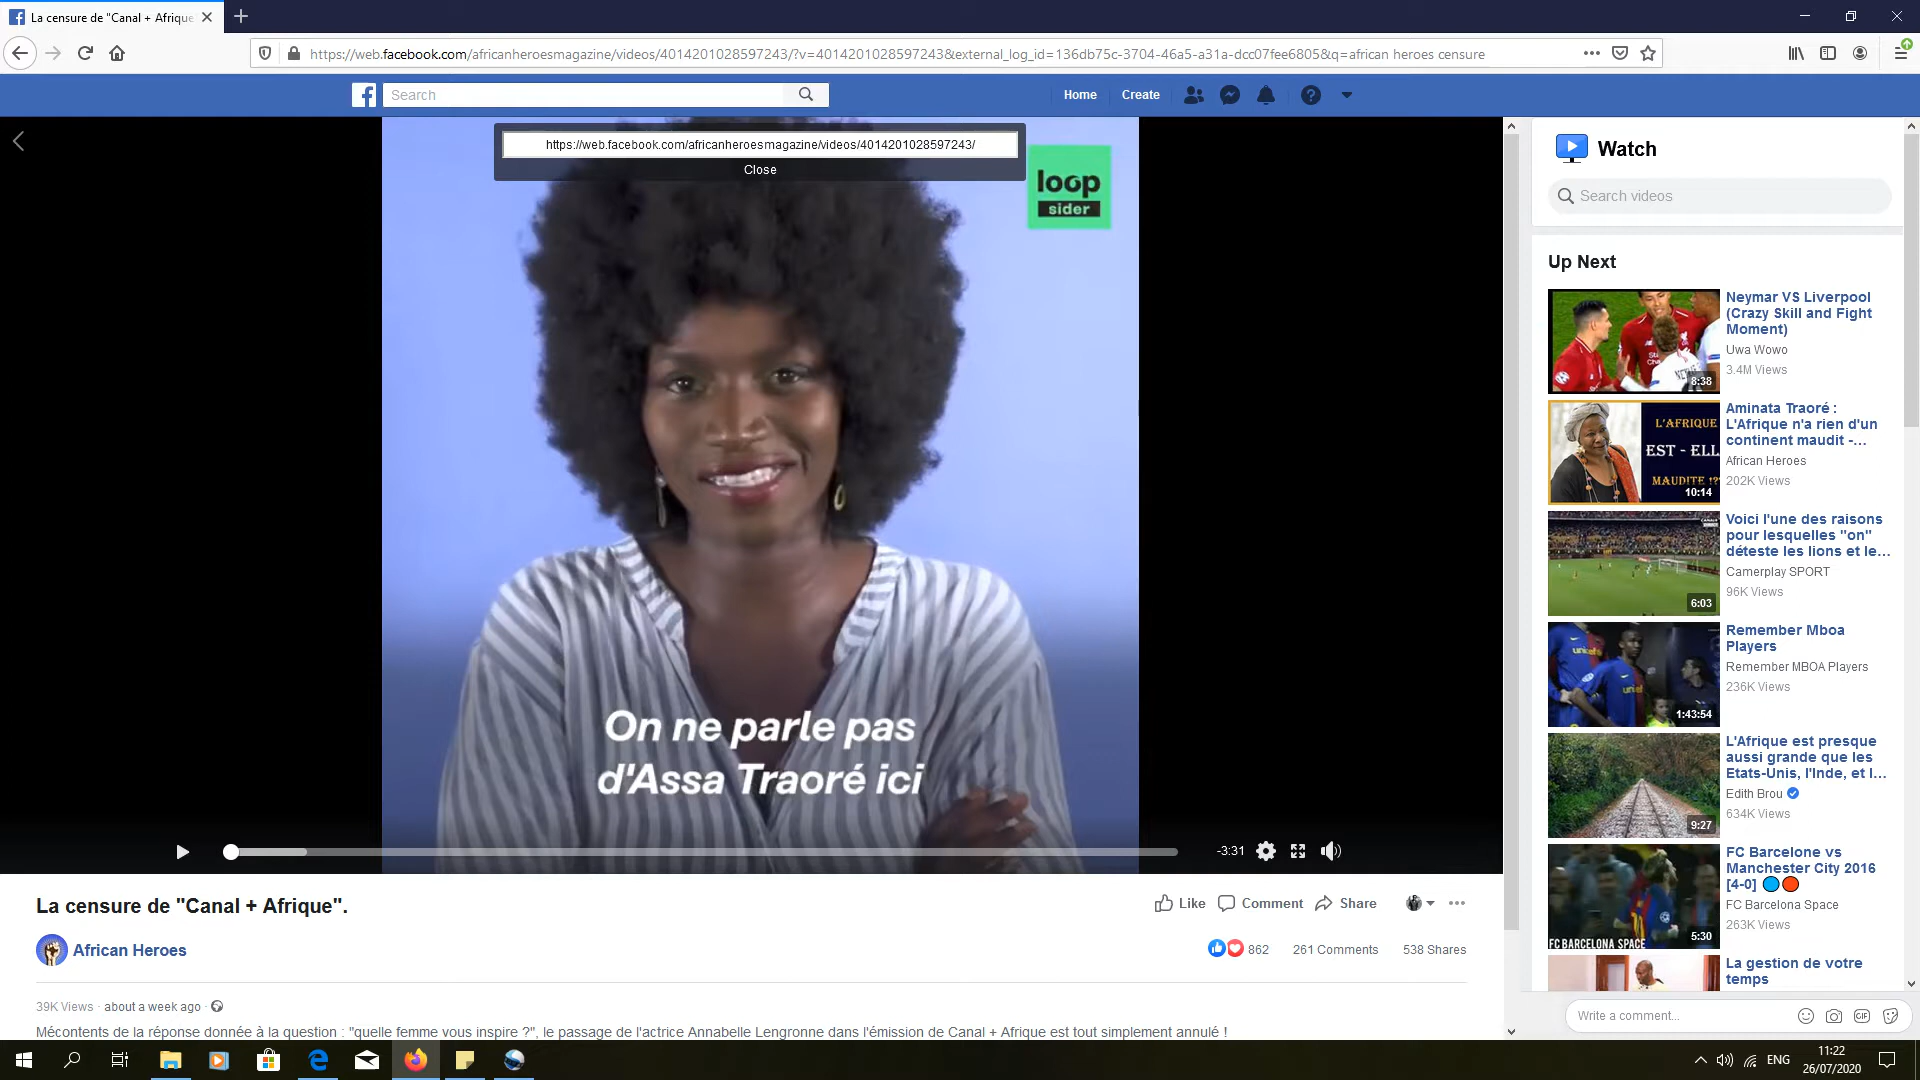 La censure de "Canal + Afrique
https://web.facebook.com/africanheroesmagazine/videos/4014201028597243/?v=4014201028597243&external_log_id=136db75c-3704-46a5-a31a-dcc07fee6805&q=african heroes censure
Search
Home
Create
https://web.facebook.com/africanheroesmagazine/videos/4014201028597243/
Close
loop
sider
On ne parle pas
d'Assa Traoré ici
-3:31
La censure de "Canal + Afrique".
Like
Comment
Share
African Heroes
862
261 Comments
538 Shares
39K Views · about a week ago ·
Mécontents de la réponse donnée à la question : "quelle femme vous inspire ?", le passage de l'actrice Annabelle Lengronne dans l'émission de Canal + Afrique est tout simplement annulé !
Watch
Search videos
Up Next
8:38
Neymar VS Liverpool
(Crazy Skill and Fight
Moment)
Uwa Wowo
3.4M Views
L'AFRIQUE
EST - ELL
MAUDITE !?
10:14
Aminata Traoré :
L'Afrique n'a rien d'un
continent maudit -...
African Heroes
202K Views
6:03
Voici l'une des raisons
pour lesquelles "on"
déteste les lions et le...
Camerplay SPORT
96K Views
unicef
1:43:54
Remember Mboa
Players
Remember MBOA Players
236K Views
9:27
L'Afrique est presque
aussi grande que les
Etats-Unis, l'Inde, et l...
Edith Brou
634K Views
FC BARCELONA SPACE
5:30
FC Barcelone vs
Manchester City 2016
[4-0]
FC Barcelona Space
263K Views
La gestion de votre
temps
Write a comment...
GIF
ENG
11:22
26/07/2020